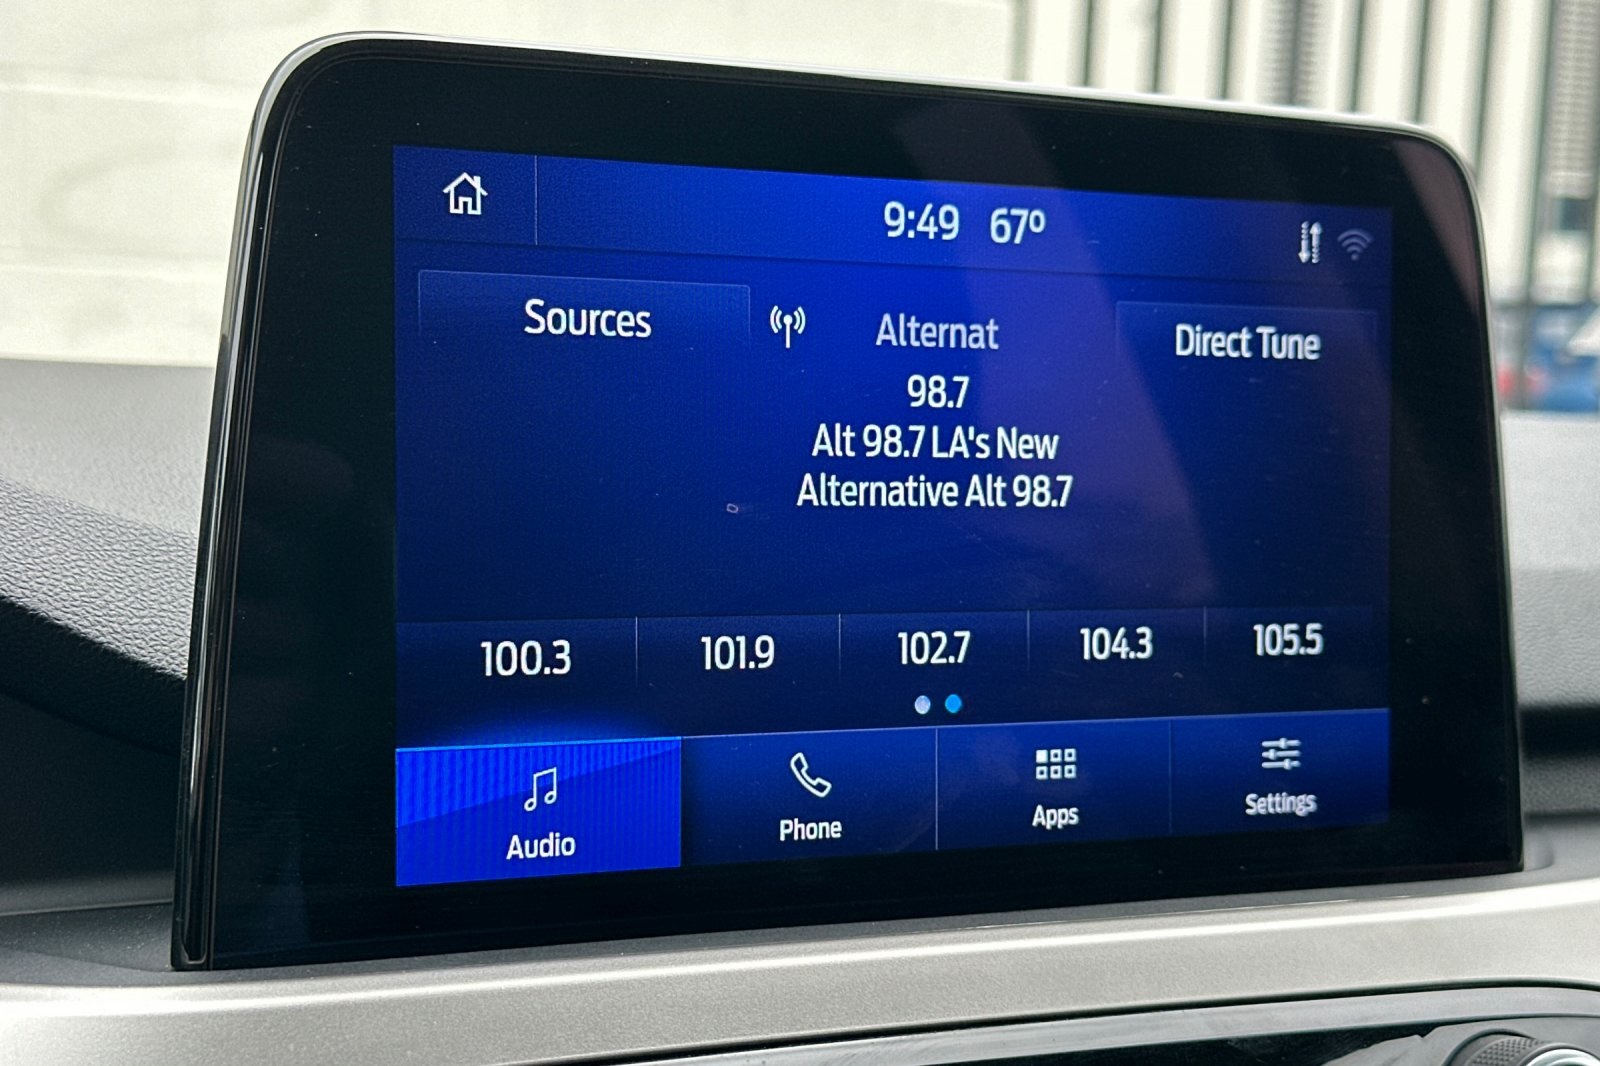 9:49 67°
Sources
Alternat
Direct Tune
98.7
Alt 98.7 LA's New
Alternative Alt 98.7
100.3
101.9
102.7
104.3
105.5
Audio
Phone
Apps
Settings